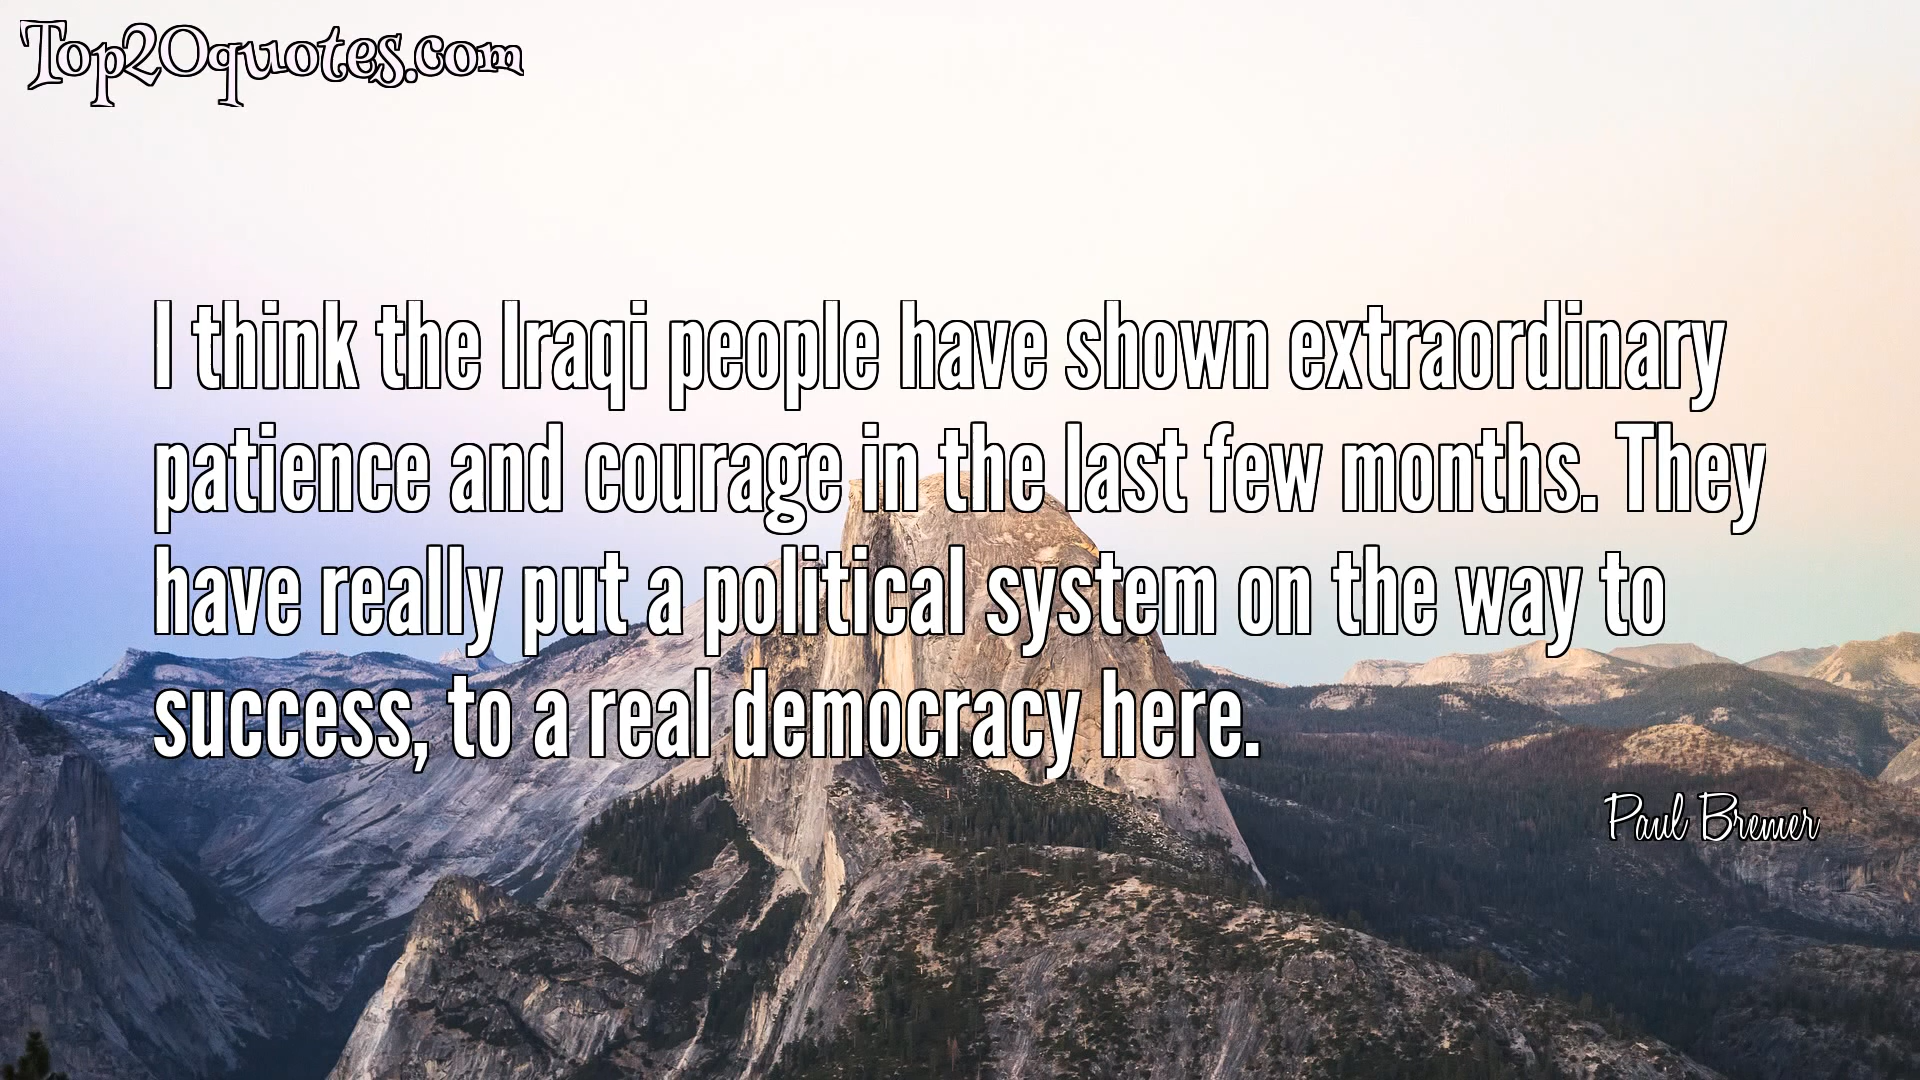 Top20quotes.com
I think the Iraqi people have shown extraordinary
patience and courage in the last few months. They
have really put a political system on the way to
success, to a real democracy here.
Paul Bremer